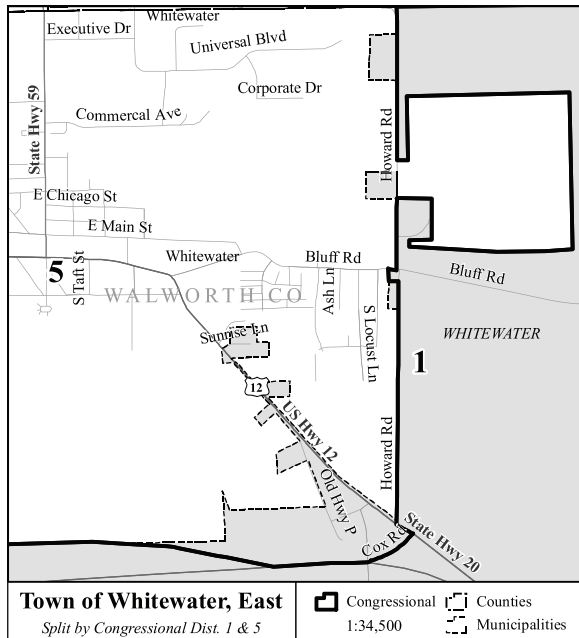 Whitewater
Executive Dr
Universal Blvd
Corporate Dr
State Hwy 59
Commercal Ave
Howard Rd
E Chicago St
E Main St
Whitewater
Bluff Rd
5
S Taft St
Ash Ln
Bluff Rd
WALWORTH CO
S Locust Ln
Sunrise Ln
WHITEWATER
1
12
US Hwy 12
Howard Rd
Old Hwy P
State Hwy 20
Cox Rd
Town of Whitewater, East
Split by Congressional Dist. 1 & 5
Congressional
Counties
1:34,500
Municipalities